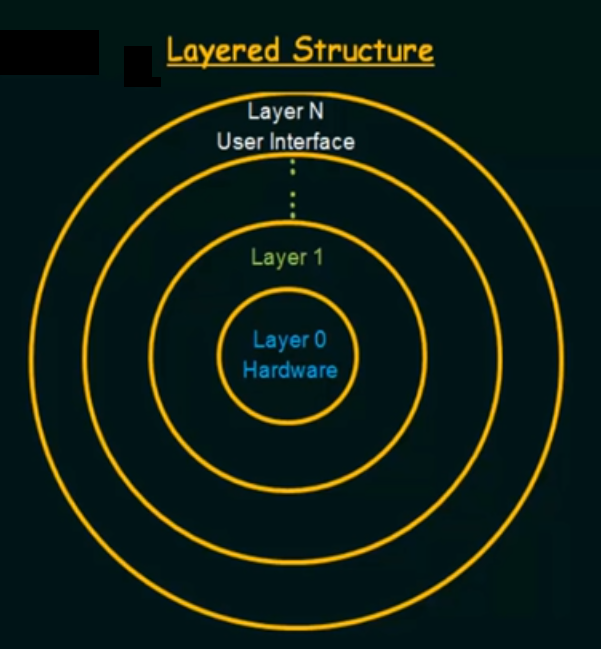 Layered Structure
Layer N
User Interface
Layer 1
Layer 0
Hardware